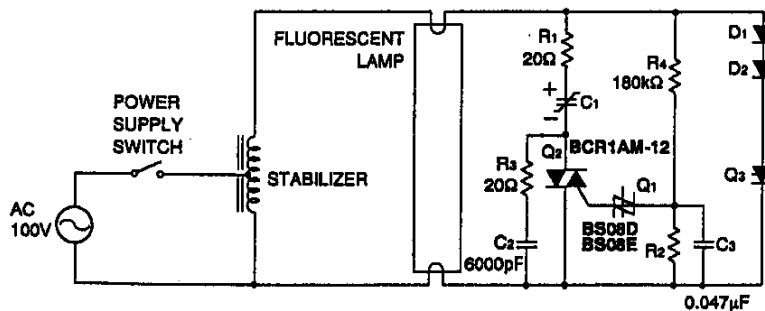 FLUORESCENT
LAMP
POWER
SUPPLY
SWITCH
STABILIZER
AC
100V
R1
20Ω
+
C1
−
R4
180kΩ
D1
D2
Q2
BCR1AM-12
R3
20Ω
Q1
Q3
BS08D
BS08E
C2
6000pF
R2
C3
0.047μF